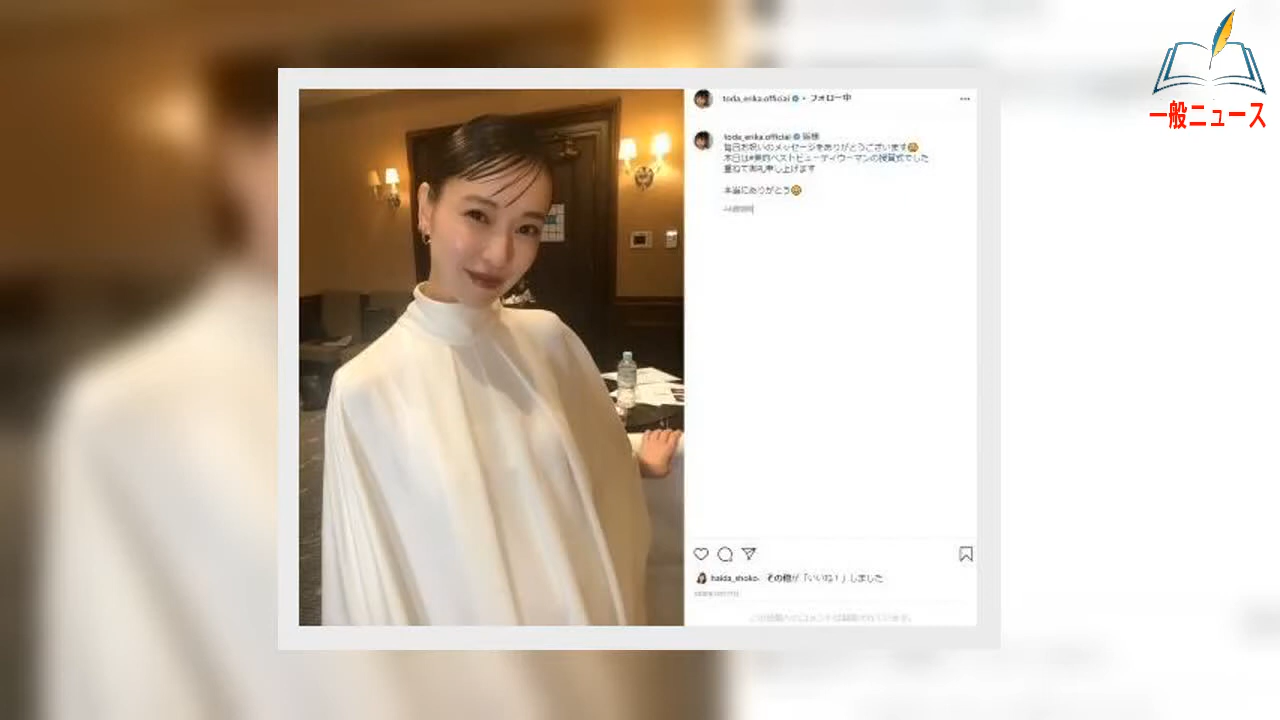 一般ニュース
toda_erika.official • フォロー中
toda_erika.official 皆様
毎日お祝いのメッセージをありがとうございます
本日は#美的ベストビューティウーマンの授賞式でした
重ねて御礼申し上げます
本当にありがとう
haida_shoko、その他が「いいね！」しました